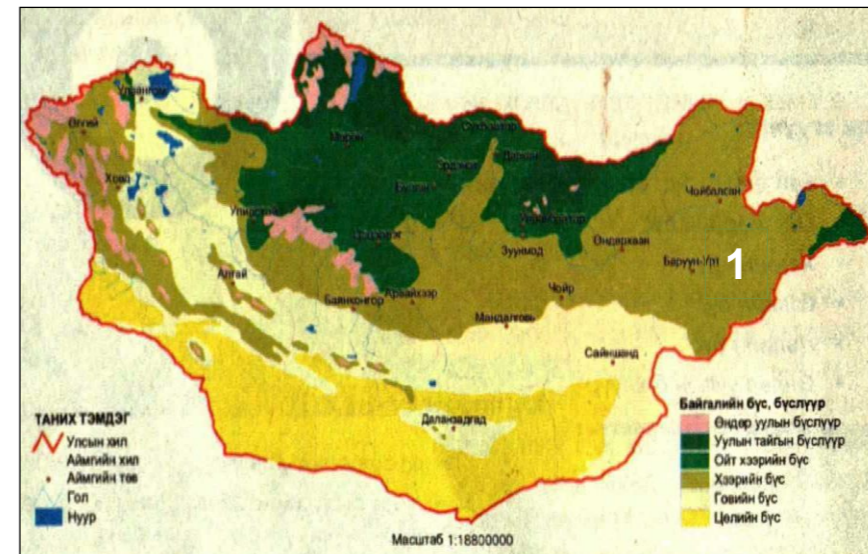 Улаангом
Өлгий
Ховд
Мөрөн
Сүхбаатар
Дархан
Эрдэнэт
Булган
Улиастай
Цэцэрлэг
Улаанбаатар
Зуунмод
Өндөрхаан
Чойбалсан
Баруун-Урт
1
Алтай
Баянхонгор
Арвайхээр
Чойр
Мандалговь
Сайншанд
Даланзадгад
ТАНИХ ТЭМДЭГ
Улсын хил
Аймгийн хил
Аймгийн төв
Гол
Нуур
Байгалийн бүс, бүслүүр
Өндөр уулын бүслүүр
Уулын тайгын бүслүүр
Ойт хээрийн бүс
Хээрийн бүс
Говийн бүс
Цөлийн бүс
Масштаб 1:18800000